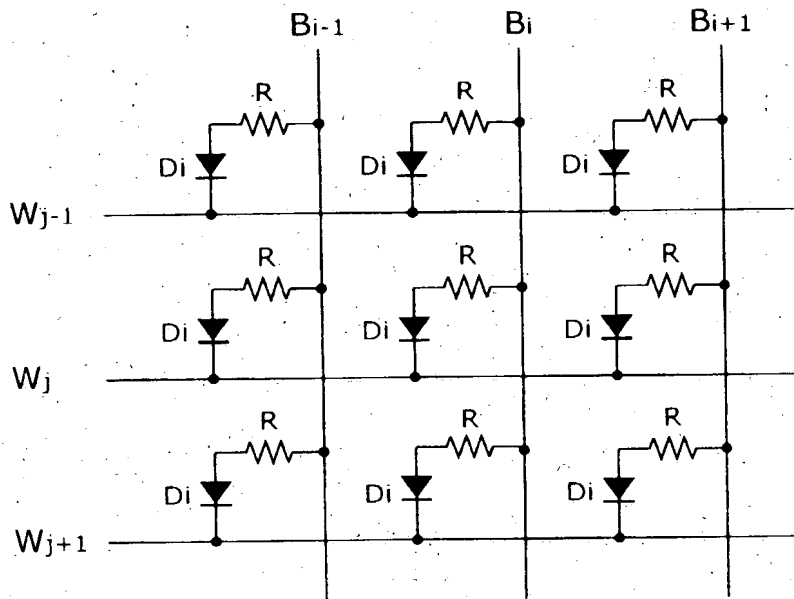 Bi-1 Bi Bi+1
R R R
Di Di Di
Wj-1
R R R
Di Di Di
Wj
R R R
Di Di Di
Wj+1